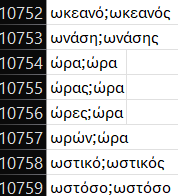 10752 ωκεανό;ωκεανός
10753 ωνάση;ωνάσης
10754 ώρα;ώρα
10755 ώρας;ώρα
10756 ώρες;ώρα
10757 ωρών;ώρα
10758 ωστικό;ωστικός
10759 ωστόσο;ωστόσο